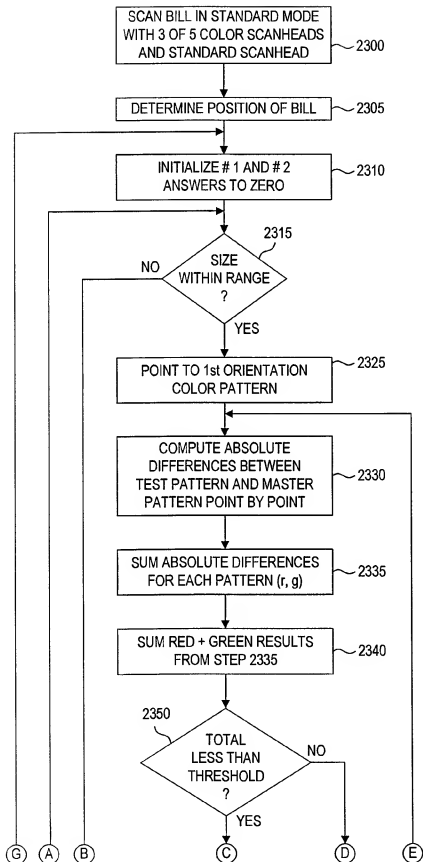 SCAN BILL IN STANDARD MODE
WITH 3 OF 5 COLOR SCANHEADS
AND STANDARD SCANHEAD
2300
DETERMINE POSITION OF BILL
2305
INITIALIZE # 1 AND # 2
ANSWERS TO ZERO
2310
2315
SIZE
WITHIN RANGE
?
NO
YES
POINT TO 1st ORIENTATION
COLOR PATTERN
2325
COMPUTE ABSOLUTE
DIFFERENCES BETWEEN
TEST PATTERN AND MASTER
PATTERN POINT BY POINT
2330
SUM ABSOLUTE DIFFERENCES
FOR EACH PATTERN (r, g)
2335
SUM RED + GREEN RESULTS
FROM STEP 2335
2340
2350
TOTAL
LESS THAN
THRESHOLD
?
NO
YES
G A B C D E